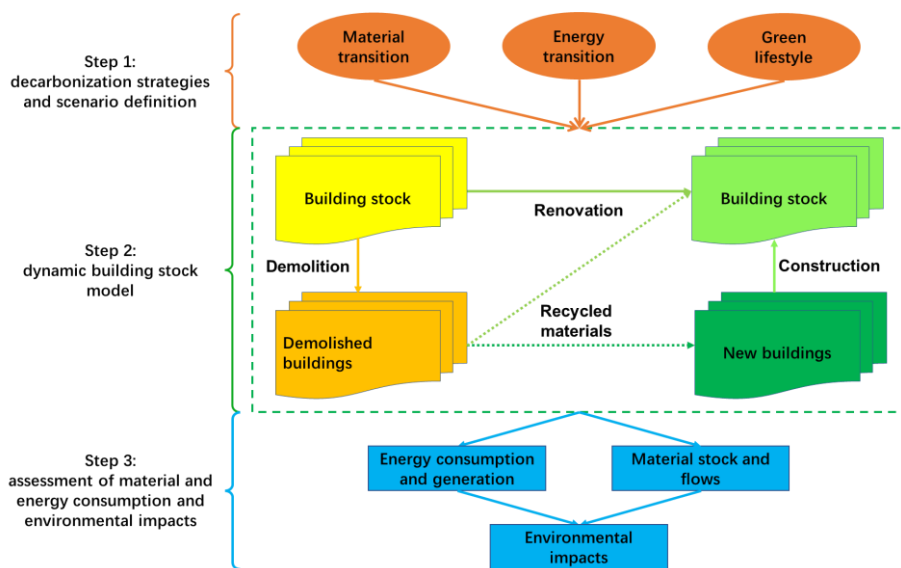 Step 1:
decarbonization strategies
and scenario definition
Material
transition
Energy
transition
Green
lifestyle
Step 2:
dynamic building stock
model
Building stock
Renovation
Building stock
Demolition
Construction
Recycled
materials
Demolished
buildings
New buildings
Step 3:
assessment of material and
energy consumption and
environmental impacts
Energy consumption
and generation
Material stock and
flows
Environmental
impacts